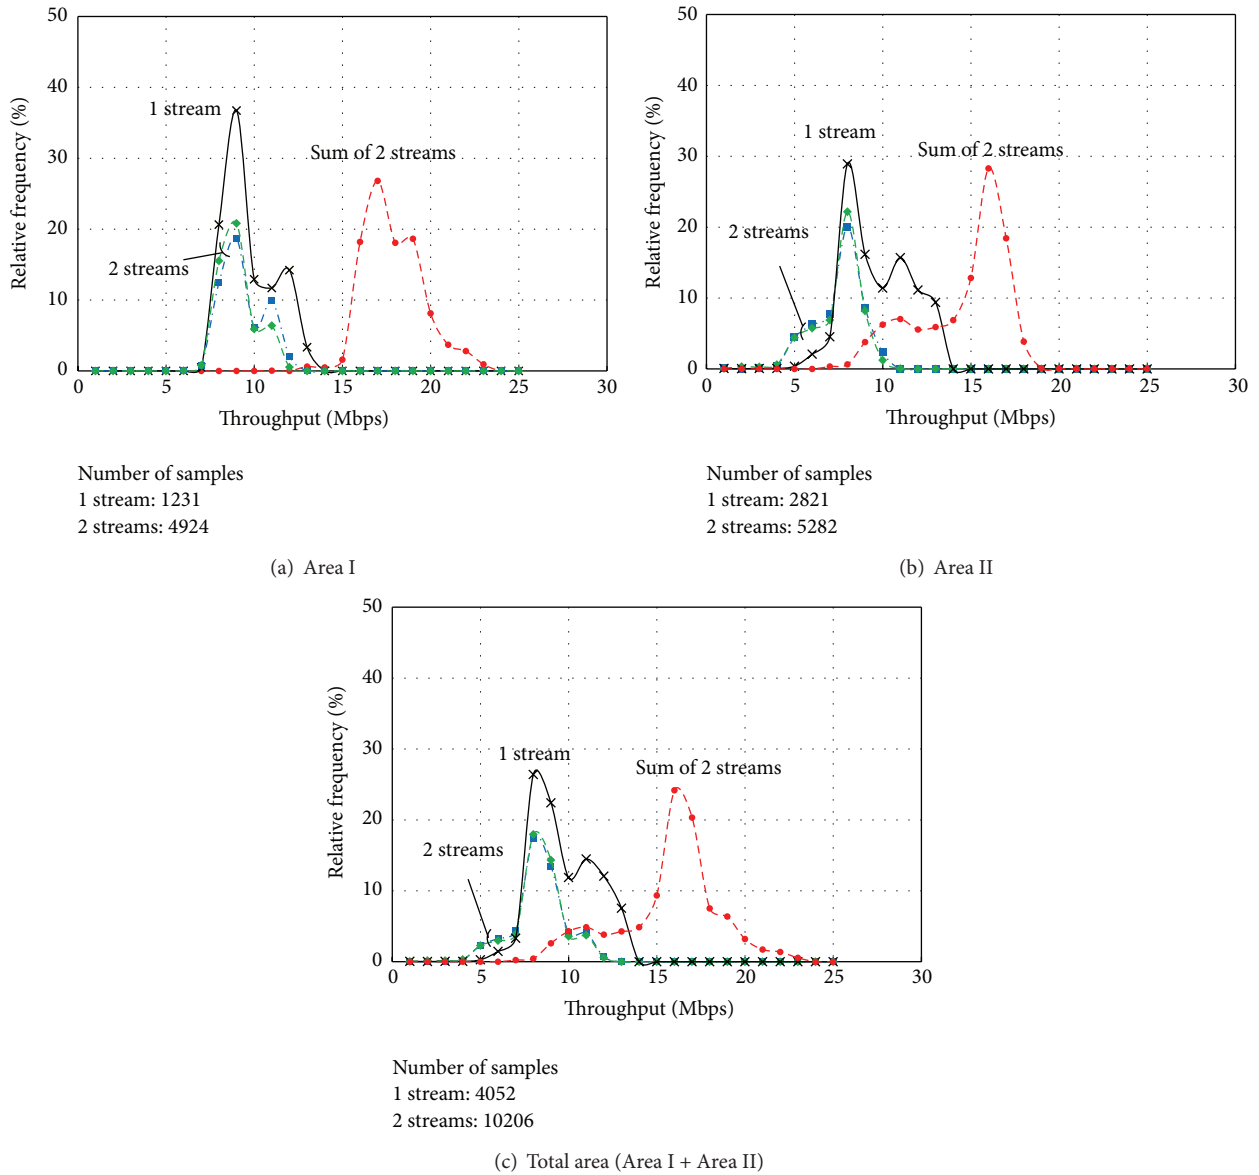 50
40
30
20
10
0
Relative frequency (%)
1 stream
2 streams
Sum of 2 streams
0 5 10 15 20 25 30
Throughput (Mbps)
Number of samples
1 stream: 1231
2 streams: 4924
(a) Area I
50
40
30
20
10
0
Relative frequency (%)
1 stream
2 streams
Sum of 2 streams
0 5 10 15 20 25 30
Throughput (Mbps)
Number of samples
1 stream: 2821
2 streams: 5282
(b) Area II
50
40
30
20
10
0
Relative frequency (%)
1 stream
2 streams
Sum of 2 streams
0 5 10 15 20 25 30
Throughput (Mbps)
Number of samples
1 stream: 4052
2 streams: 10206
(c) Total area (Area I + Area II)